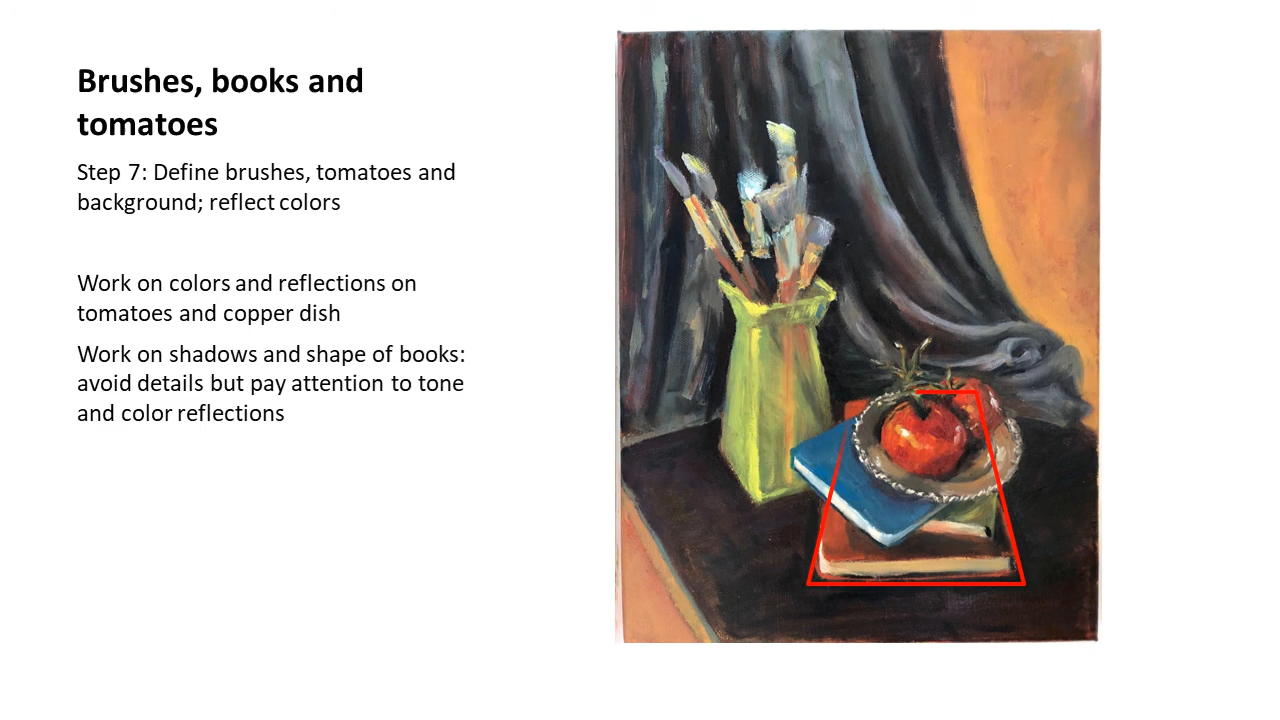 Brushes, books and
tomatoes
Step 7: Define brushes, tomatoes and
background; reflect colors
Work on colors and reflections on
tomatoes and copper dish
Work on shadows and shape of books:
avoid details but pay attention to tone
and color reflections